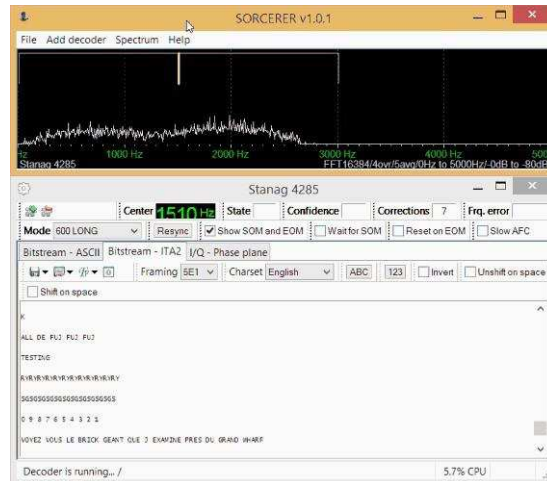 SORCERER v1.0.1
File Add decoder Spectrum Help
Hz 1000 Hz 2000 Hz 3000 Hz 4000 Hz 500
Stanag 4285 FFT16384/4ovr/5avg/0Hz to 5000Hz/-0dB to -80dB
Stanag 4285
Center 1510 Hz State Confidence Corrections 7 Frq. error
Mode 600 LONG Resync Show SOM and EOM Wait for SOM Reset on EOM Slow AFC
Bitstream - ASCII Bitstream - ITA2 I/Q - Phase plane
Framing 5E1 Charset English ABC 123 Invert Unshift on space
Shift on space
K
ALL DE FUJ FUJ FUJ
TESTING
RYRYRYRYRYRYRYRYRYRYRYRY
SGSGSGSGSGSGSGSGSGSGSGSGS
0 9 8 7 6 5 4 3 2 1
VOYEZ VOUS LE BRICK GEANT QUE J EXAMINE PRES DU GRAND WHARF
Decoder is running... / 5.7% CPU